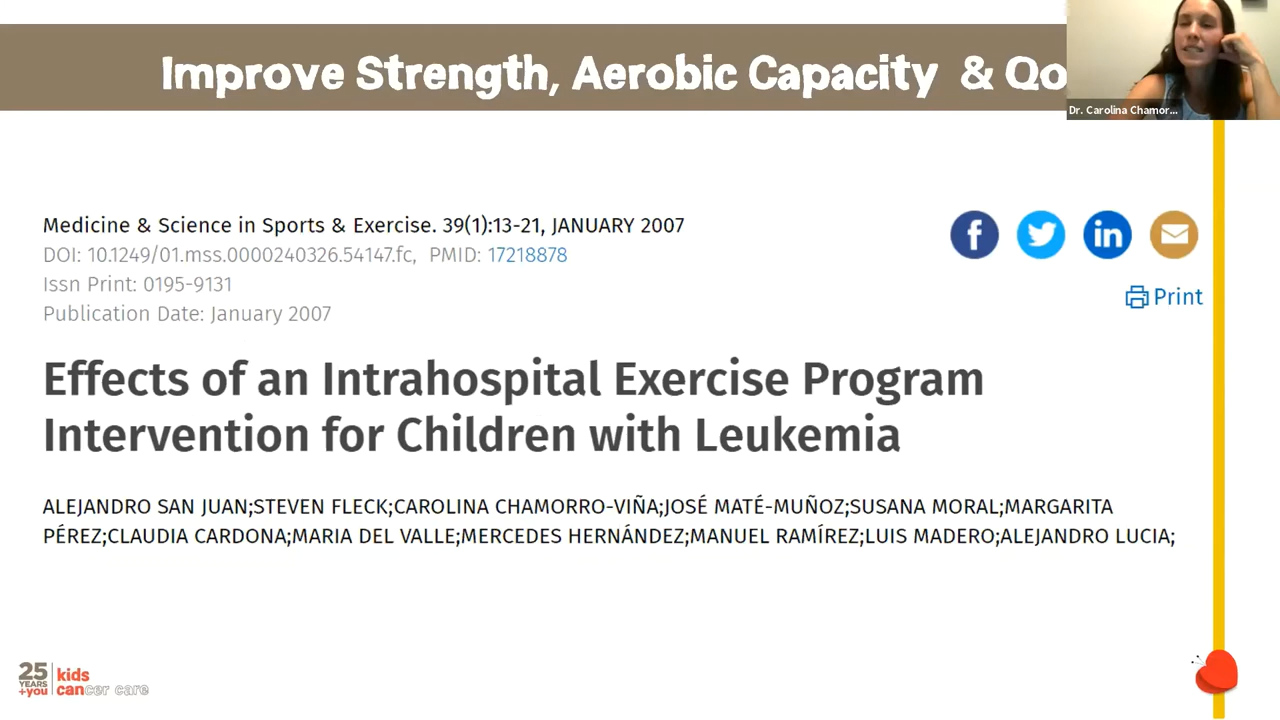 Improve Strength, Aerobic Capacity & Qo
Dr. Carolina Chamor...
Medicine & Science in Sports & Exercise. 39(1):13-21, JANUARY 2007
DOI: 10.1249/01.mss.0000240326.54147.fc, PMID: 17218878
Issn Print: 0195-9131
Publication Date: January 2007
Print
Effects of an Intrahospital Exercise Program
Intervention for Children with Leukemia
ALEJANDRO SAN JUAN;STEVEN FLECK;CAROLINA CHAMORRO-VIÑA;JOSÉ MATÉ-MUÑOZ;SUSANA MORAL;MARGARITA
PÉREZ;CLAUDIA CARDONA;MARIA DEL VALLE;MERCEDES HERNÁNDEZ;MANUEL RAMÍREZ;LUIS MADERO;ALEJANDRO LUCIA;
25
YEARS
+you
kids
cancer care